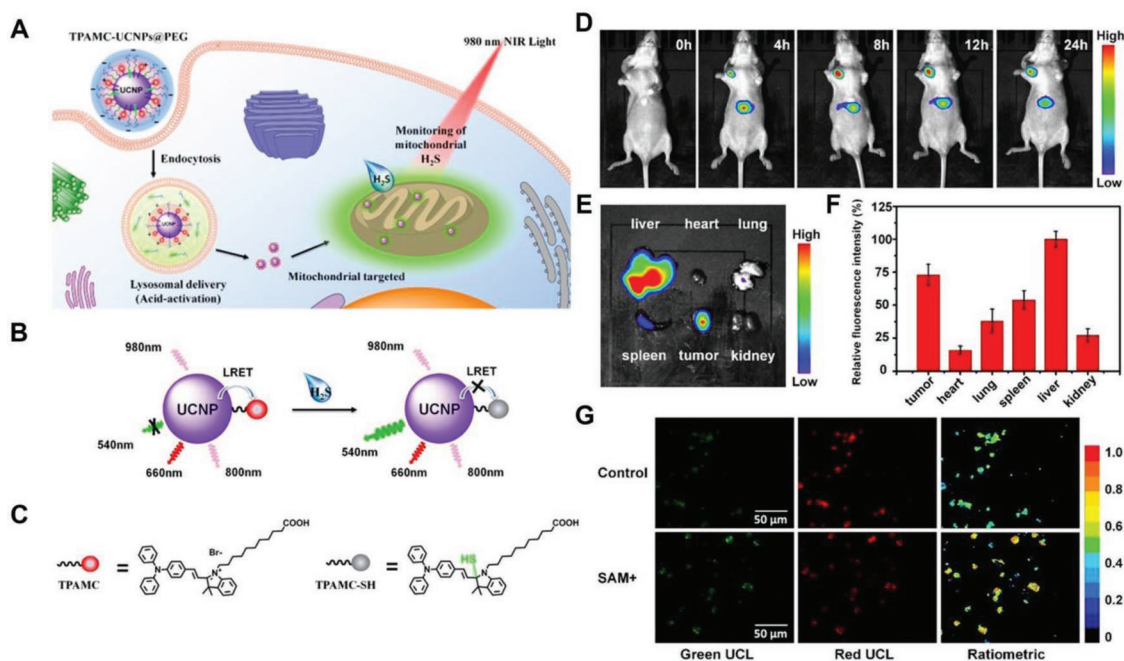 A
TPAMC-UCNPs@PEG
UCNP
980 nm NIR Light
Monitoring of
mitochondrial
H2S
H2S
Endocytosis
UCNP
Lysosomal delivery
(Acid-activation)
Mitochondrial targeted
B
980nm
LRET
UCNP
540nm
660nm
800nm
H2S
980nm
LRET
UCNP
540nm
660nm
800nm
C
TPAMC
=
Br-
N
N+
COOH
TPAMC-SH
=
HS
N
N
COOH
D
0h
4h
8h
12h
24h
High
Low
E
liver heart lung
spleen tumor kidney
High
Low
F
Relative fluorescence intensity (%)
125
100
75
50
25
0
tumor
heart
lung
spleen
liver
kidney
G
Control
50 µm
SAM+
50 µm
Green UCL
Red UCL
Ratiometric
1.0
0.8
0.6
0.4
0.2
0